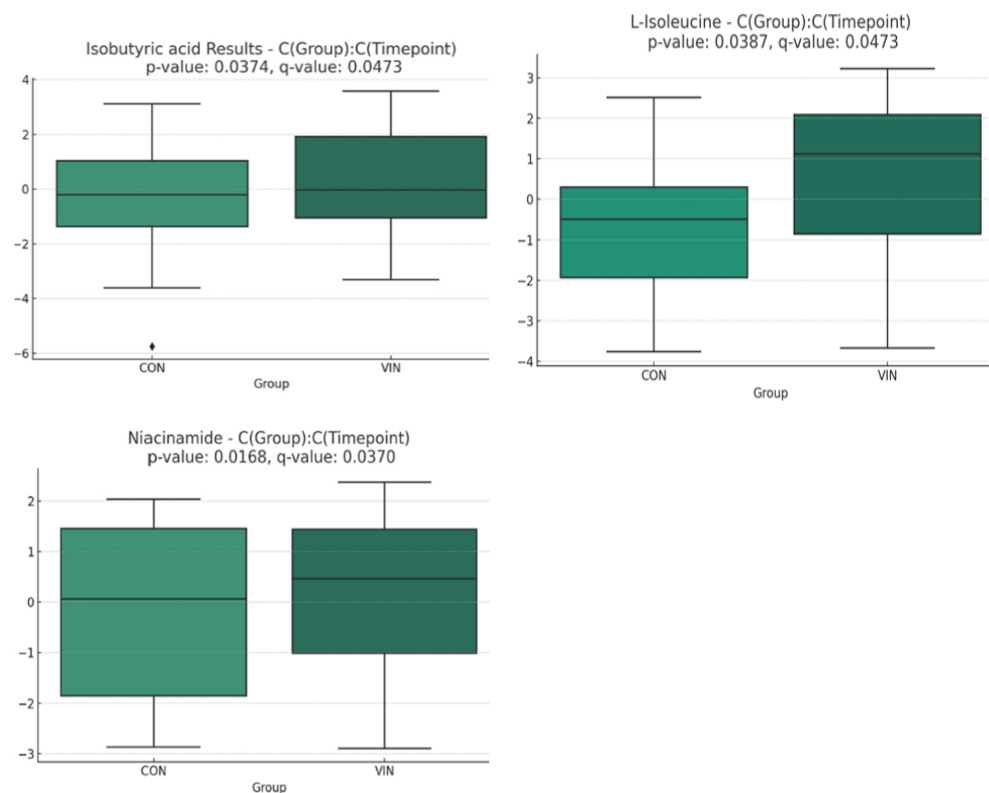 Isobutyric acid Results - C(Group):C(Timepoint)
p-value: 0.0374, q-value: 0.0473
4
2
0
−2
−4
−6
CON
VIN
Group
L-Isoleucine - C(Group):C(Timepoint)
p-value: 0.0387, q-value: 0.0473
3
2
1
0
−1
−2
−3
−4
CON
VIN
Group
Niacinamide - C(Group):C(Timepoint)
p-value: 0.0168, q-value: 0.0370
2
1
0
−1
−2
−3
CON
VIN
Group